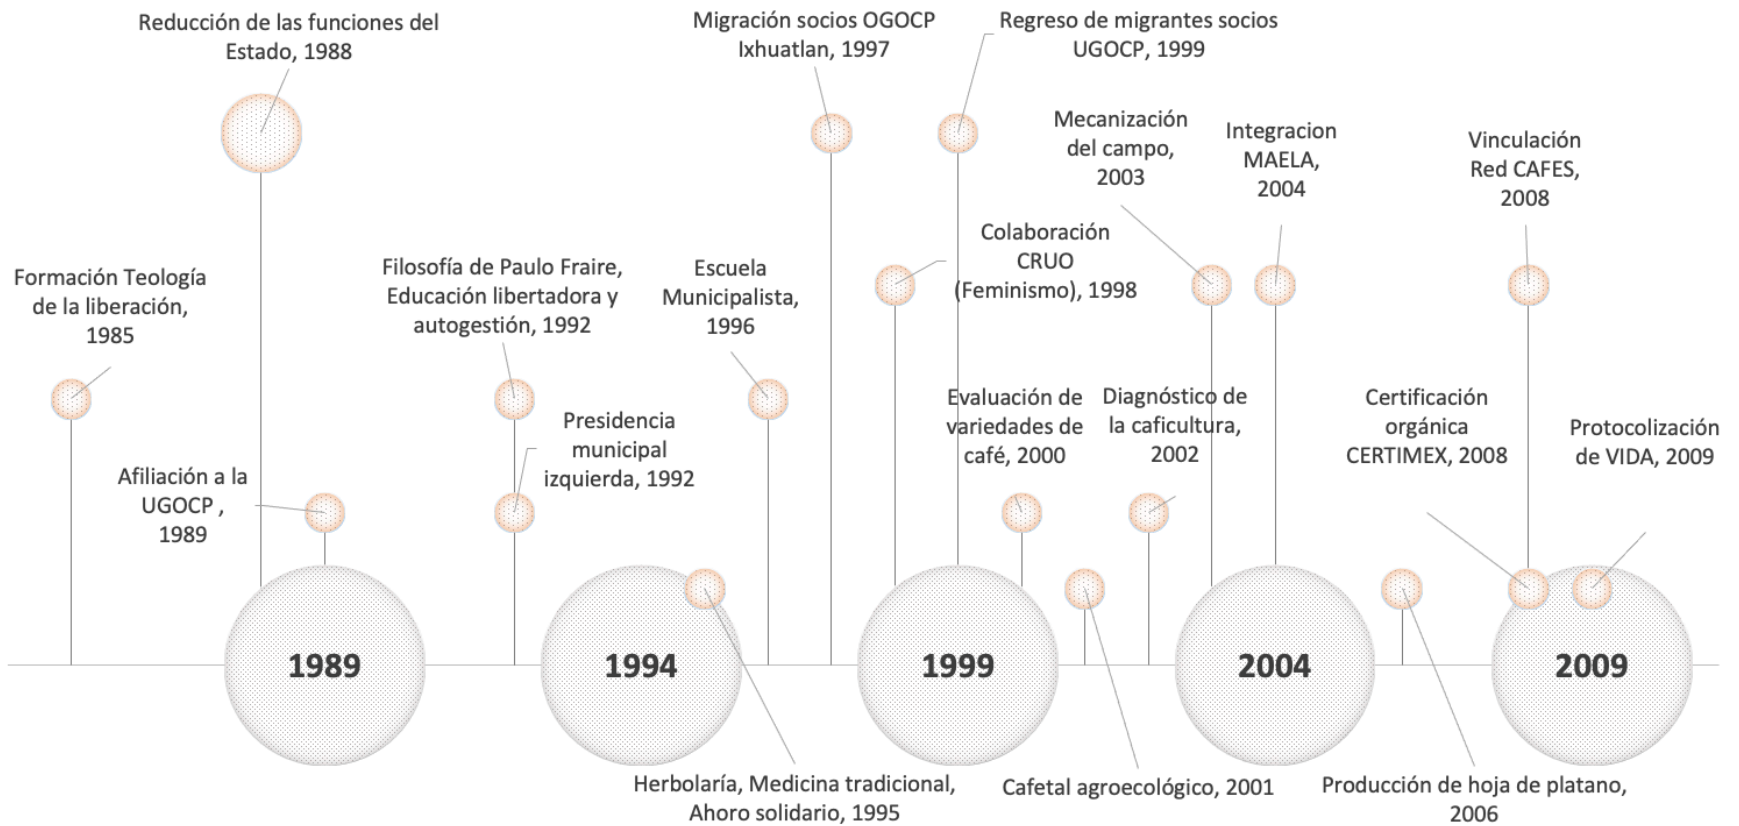 Reducción de las funciones del
Estado, 1988
Migración socios OGOCP
Ixhuatlan, 1997
Regreso de migrantes socios
UGOCP, 1999
Mecanización
del campo,
2003
Integracion
MAELA,
2004
Vinculación
Red CAFES,
2008
Formación Teología
de la liberación,
1985
Filosofía de Paulo Fraire,
Educación libertadora y
autogestión, 1992
Escuela
Municipalista,
1996
Colaboración
CRUO
(Feminismo), 1998
Afiliación a la
UGOCP ,
1989
Presidencia
municipal
izquierda, 1992
Evaluación de
variedades de
café, 2000
Diagnóstico de
la caficultura,
2002
Certificación
orgánica
CERTIMEX, 2008
Protocolización
de VIDA, 2009
1989
1994
1999
2004
2009
Herbolaría, Medicina tradicional,
Ahoro solidario, 1995
Cafetal agroecológico, 2001
Producción de hoja de platano,
2006